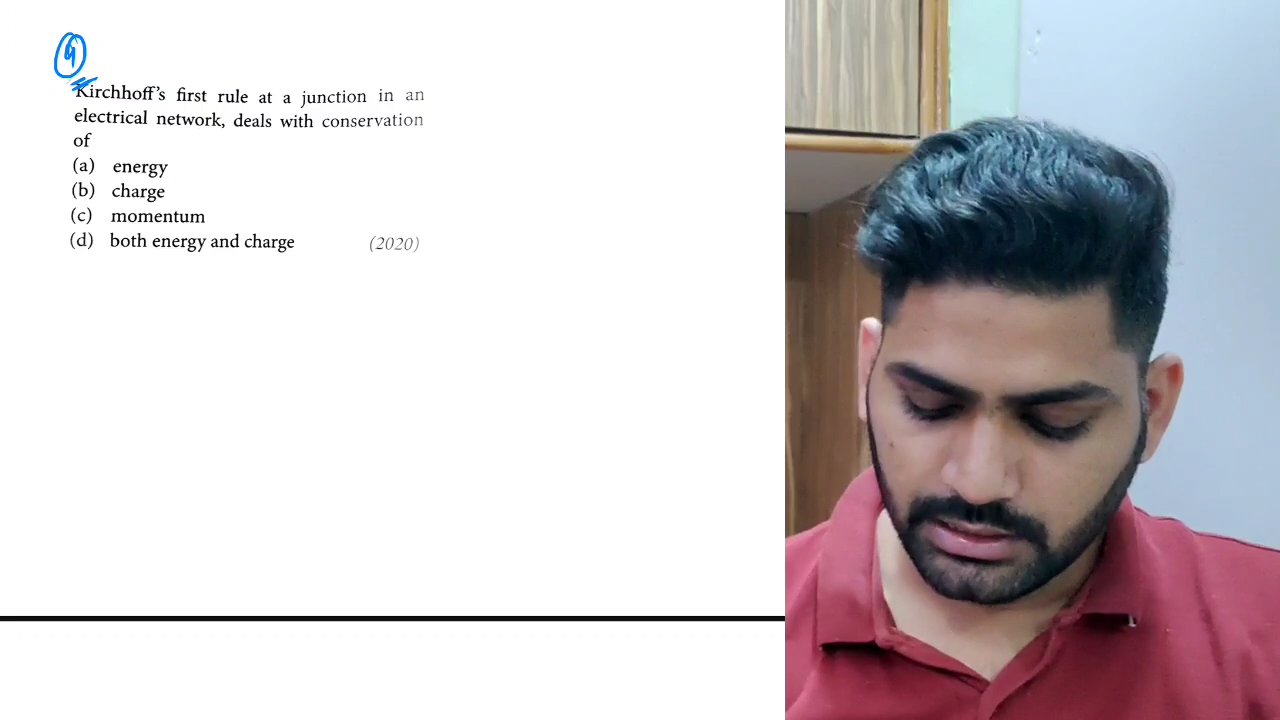 9
Kirchhoff's first rule at a junction in an
electrical network, deals with conservation
of
(a) energy
(b) charge
(c) momentum
(d) both energy and charge (2020)